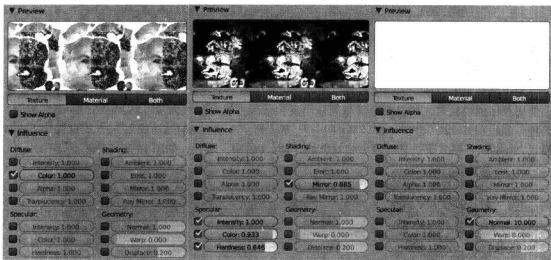 Preview
Texture Material Both
Show Alpha
Influence
Diffuse: Shading:
Intensity: 1.000 Ambient: 1.000
Color: 1.000 Emit: 1.000
Alpha: 1.000 Mirror: 1.000
Translucency: 1.000 Ray Mirror: 1.000
Specular: Geometry:
Intensity: 1.000 Normal: 1.000
Color: 1.000 Warp: 0.000
Hardness: 1.000 Displace: 0.200
Preview
Texture Material Both
Show Alpha
Influence
Diffuse: Shading:
Intensity: 1.000 Ambient: 1.000
Color: 1.000 Emit: 1.000
Alpha: 1.000 Mirror: 0.885
Translucency: 1.000 Ray Mirror: 1.000
Specular: Geometry:
Intensity: 1.000 Normal: 1.000
Color: 0.933 Warp: 0.000
Hardness: 0.646 Displace: 0.200
Preview
Texture Material Both
Show Alpha
Influence
Diffuse: Shading:
Intensity: 1.000 Ambient: 1.000
Color: 1.000 Emit: 1.000
Alpha: 1.000 Mirror: 1.000
Translucency: 1.000 Ray Mirror: 1.000
Specular: Geometry:
Intensity: 1.000 Normal: 10.000
Color: 1.000 Warp: 0.000
Hardness: 1.000 Displace: 0.200